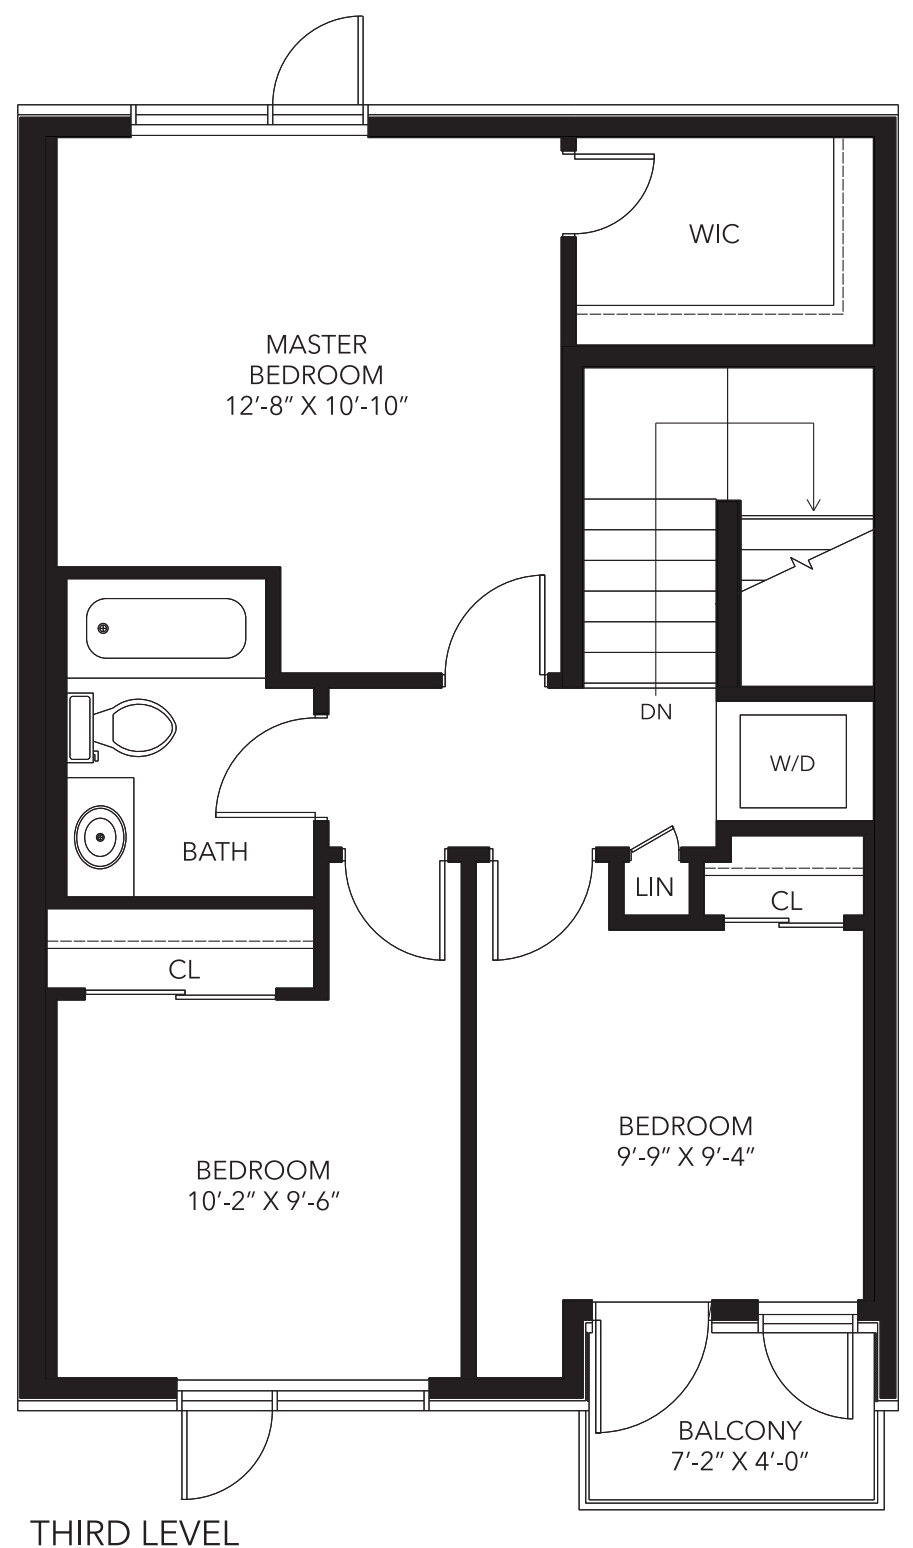 WIC
MASTER
BEDROOM
12'-8" X 10'-10"
DN
W/D
BATH
LIN
CL
CL
BEDROOM
9'-9" X 9'-4"
BEDROOM
10'-2" X 9'-6"
BALCONY
7'-2" X 4'-0"
THIRD LEVEL